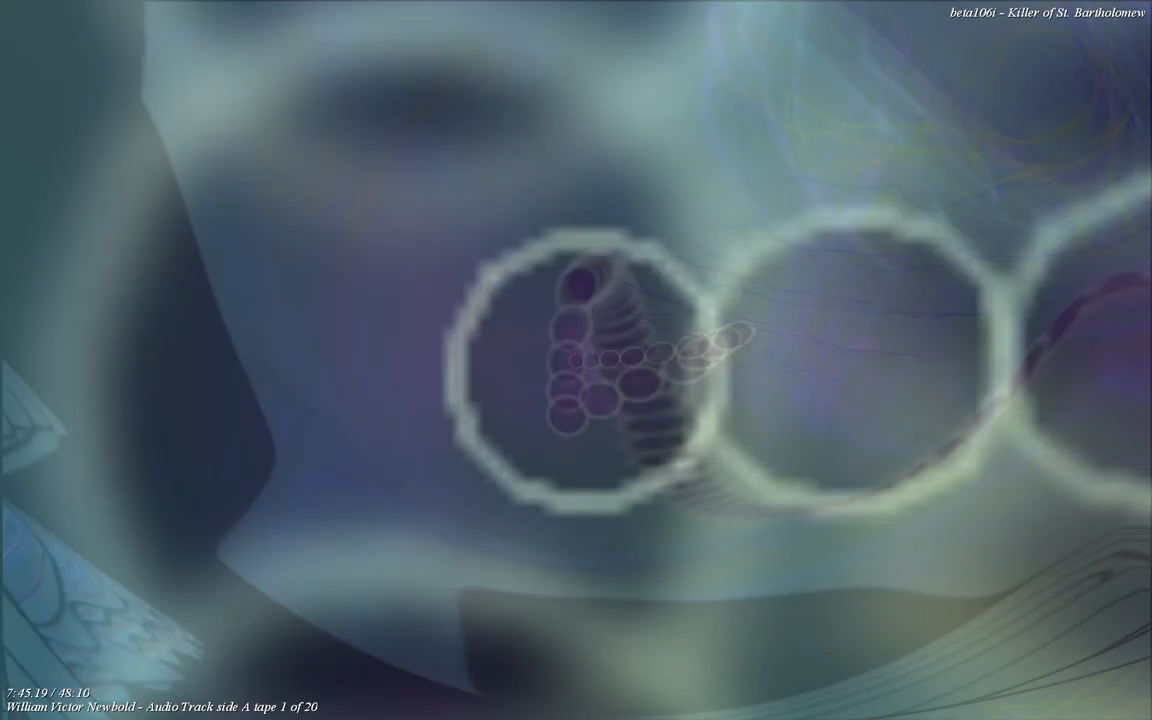 beta106i - Killer of St. Bartholomew
7:45.19 / 48:10
William Victor Newbold - Audio Track side A tape 1 of 20